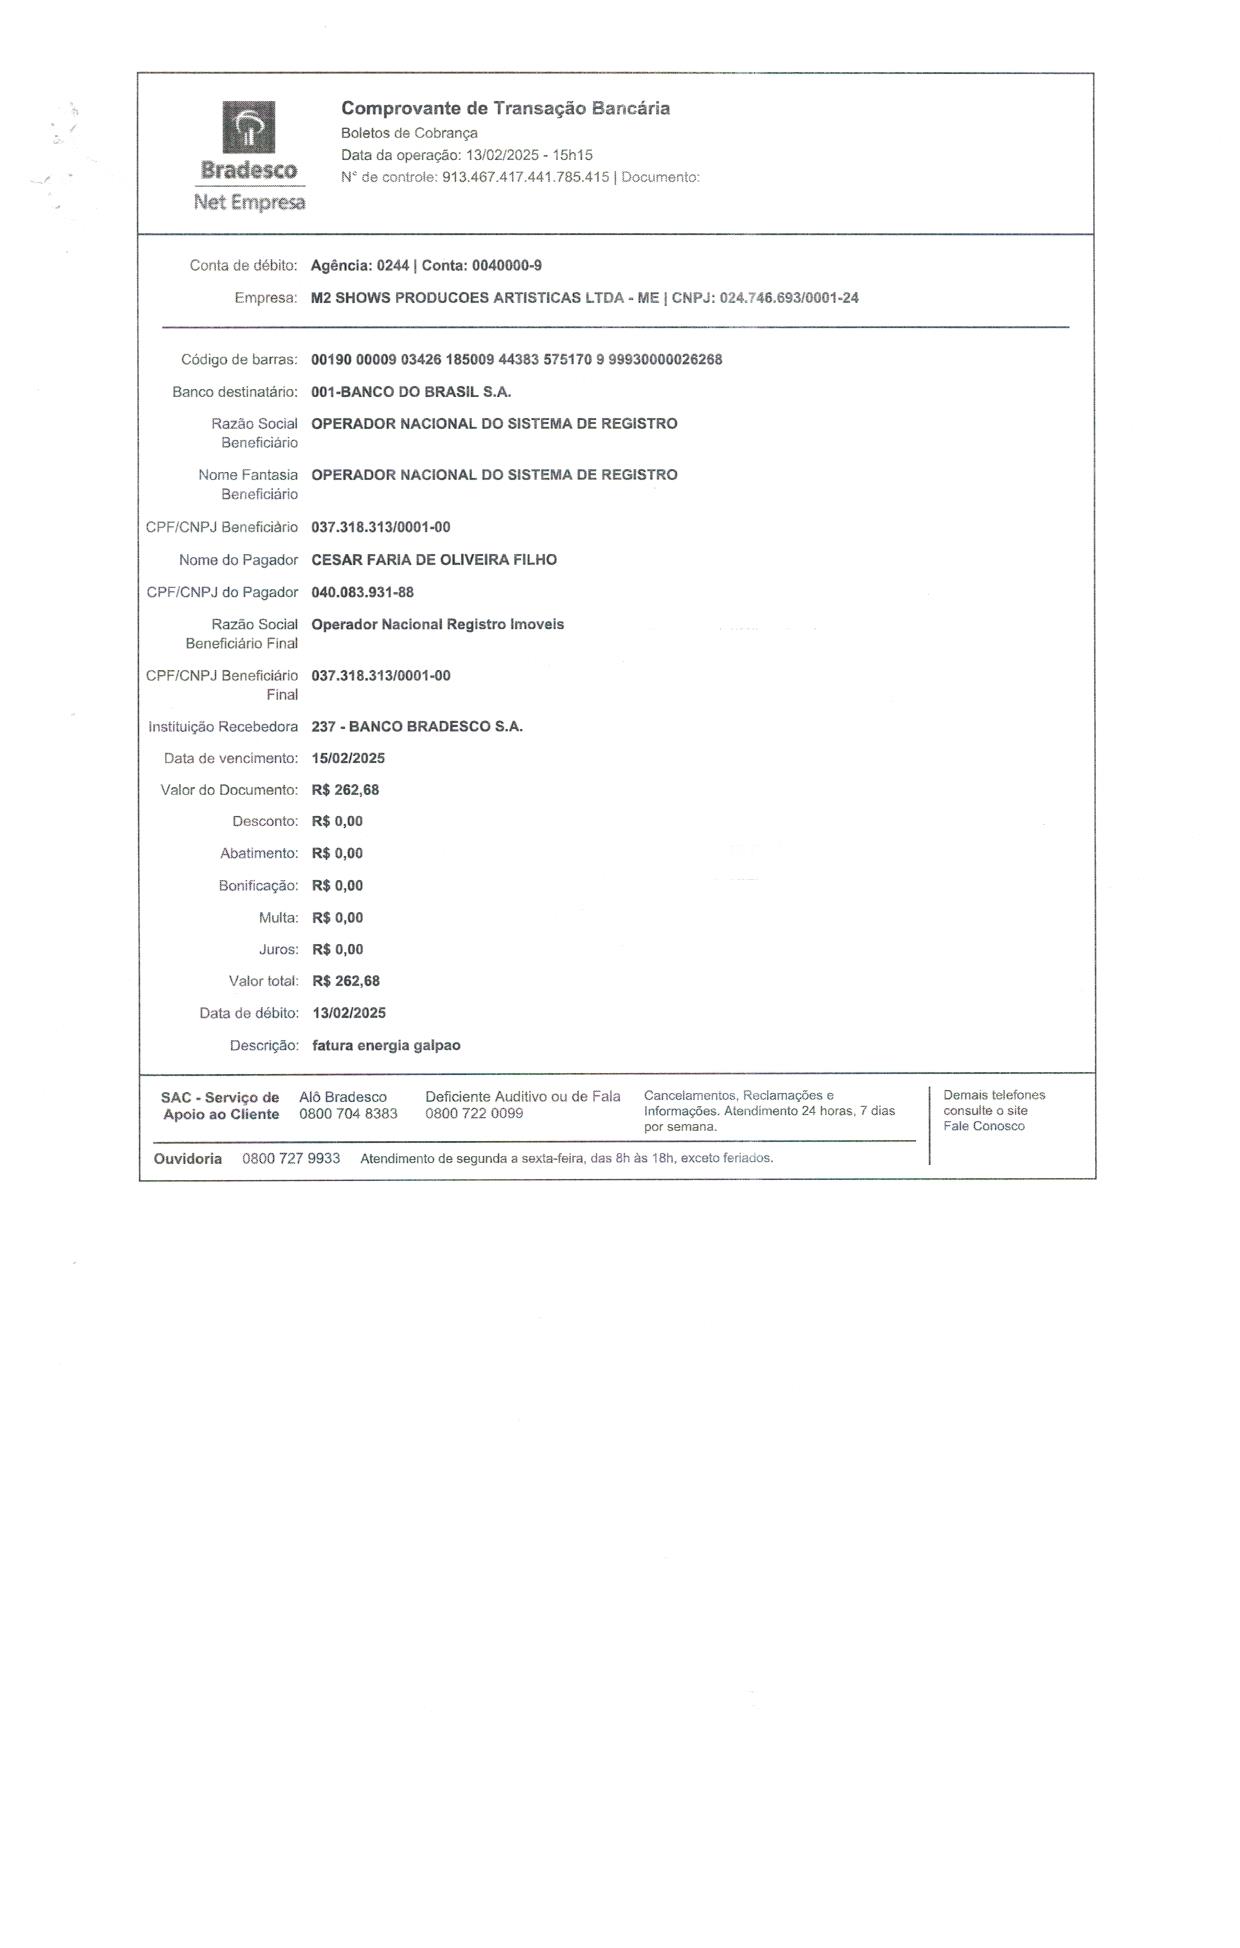 Comprovante de Transação Bancária
Boletos de Cobrança
Data da operação: 13/02/2025 - 15h15
N° de controle: 913.467.417.441.785.415 | Documento:
Bradesco
Net Empresa
Conta de débito: Agência: 0244 | Conta: 0040000-9
Empresa: M2 SHOWS PRODUCOES ARTISTICAS LTDA - ME | CNPJ: 024.746.693/0001-24
Código de barras: 00190 00009 03426 185009 44383 575170 9 99930000026268
Banco destinatário: 001-BANCO DO BRASIL S.A.
Razão Social OPERADOR NACIONAL DO SISTEMA DE REGISTRO
Beneficiário
Nome Fantasia OPERADOR NACIONAL DO SISTEMA DE REGISTRO
Beneficiário
CPF/CNPJ Beneficiário 037.318.313/0001-00
Nome do Pagador CESAR FARIA DE OLIVEIRA FILHO
CPF/CNPJ do Pagador 040.083.931-88
Razão Social Operador Nacional Registro Imoveis
Beneficiário Final
CPF/CNPJ Beneficiário 037.318.313/0001-00
Final
Instituição Recebedora 237 - BANCO BRADESCO S.A.
Data de vencimento: 15/02/2025
Valor do Documento: R$ 262,68
Desconto: R$ 0,00
Abatimento: R$ 0,00
Bonificação: R$ 0,00
Multa: R$ 0,00
Juros: R$ 0,00
Valor total: R$ 262,68
Data de débito: 13/02/2025
Descrição: fatura energia galpao
SAC - Serviço de Apoio ao Cliente
Alô Bradesco
0800 704 8383
Deficiente Auditivo ou de Fala
0800 722 0099
Cancelamentos, Reclamações e
Informações. Atendimento 24 horas, 7 dias
por semana.
Demais telefones
consulte o site
Fale Conosco
Ouvidoria 0800 727 9933 Atendimento de segunda a sexta-feira, das 8h às 18h, exceto feriados.